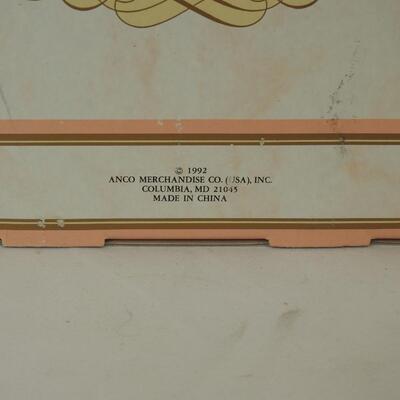 © 1992
ANCO MERCHANDISE CO. (USA), INC.
COLUMBIA, MD 21045
MADE IN CHINA